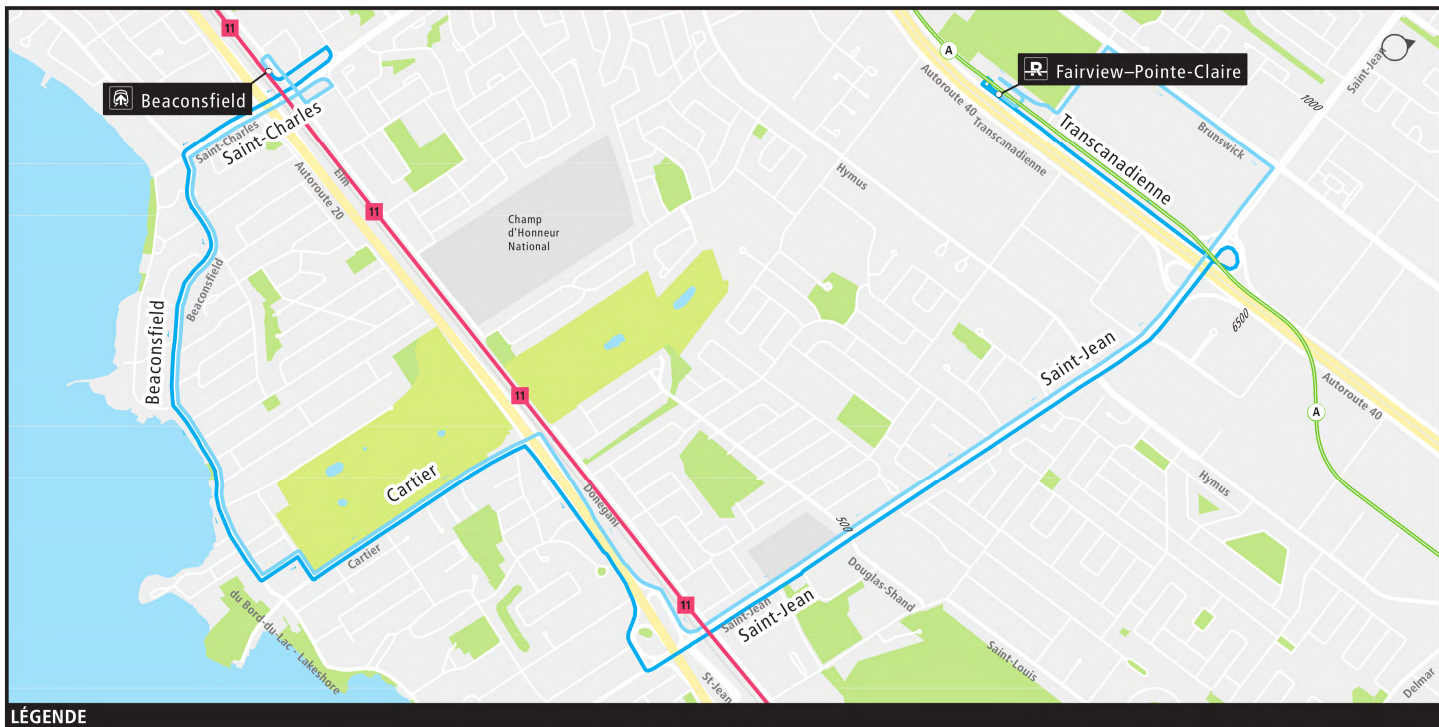 11
A
Beaconsfield
Fairview–Pointe-Claire
Saint-Jean
1000
Autoroute 40
Transcanadienne
Transcanadienne
Brunswick
Saint-Charles
Saint-Charles
Elm
Autoroute 20
11
Hymus
Champ
d'Honneur
National
Beaconsfield
Beaconsfield
6500
Saint-Jean
Autoroute 40
A
11
Cartier
Cartier
Donegani
500
Hymus
Douglas-Shand
du Bord-du-Lac - Lakeshore
11
Saint-Jean
Saint-Jean
Saint-Louis
St-Jean
Delmar
LÉGENDE